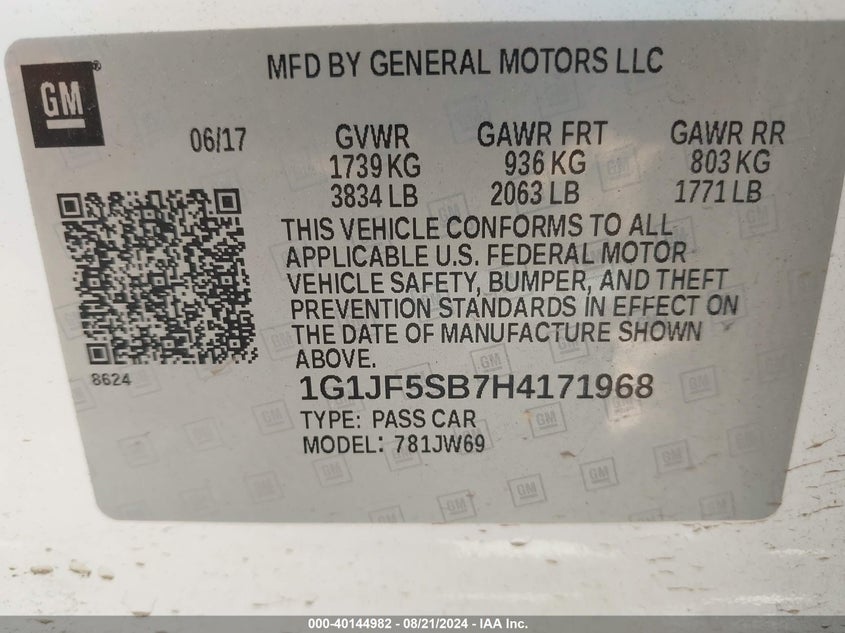 MFD BY GENERAL MOTORS LLC
GM®
06/17 GVWR GAWR FRT GAWR RR
1739 KG 936 KG 803 KG
3834 LB 2063 LB 1771 LB
THIS VEHICLE CONFORMS TO ALL
APPLICABLE U.S. FEDERAL MOTOR
VEHICLE SAFETY, BUMPER, AND THEFT
PREVENTION STANDARDS IN EFFECT ON
THE DATE OF MANUFACTURE SHOWN
ABOVE.
8624
1G1JF5SB7H4171968
TYPE: PASS CAR
MODEL: 781JW69
000-40144982 - 08/21/2024 - IAA Inc.